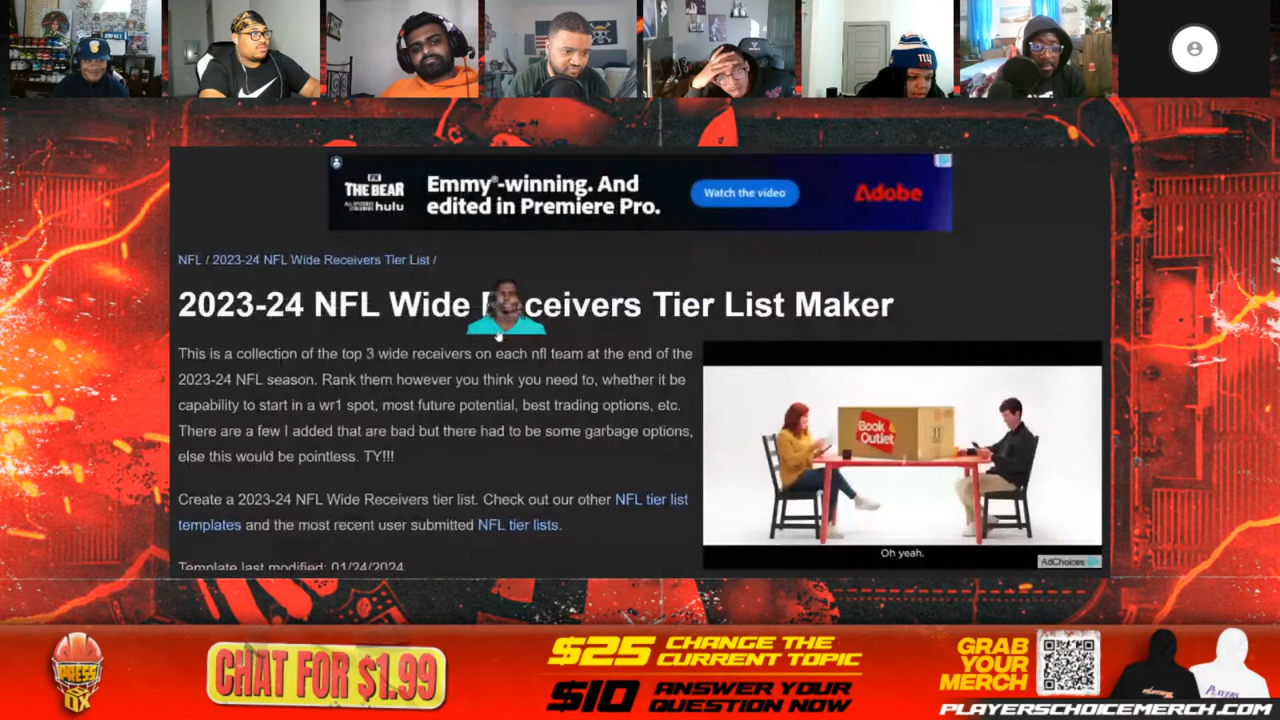 NYG
FX
THE BEAR
hulu
Emmy®-winning. And
edited in Premiere Pro.
Watch the video
Adobe
NFL / 2023-24 NFL Wide Receivers Tier List /
2023-24 NFL Wide Receivers Tier List Maker
This is a collection of the top 3 wide receivers on each nfl team at the end of the
2023-24 NFL season. Rank them however you think you need to, whether it be
capability to start in a wr1 spot, most future potential, best trading options, etc.
There are a few I added that are bad but there had to be some garbage options,
else this would be pointless. TY!!!
Create a 2023-24 NFL Wide Receivers tier list. Check out our other NFL tier list
templates and the most recent user submitted NFL tier lists.
Template last modified: 01/24/2024
Book
Outlet
Oh yeah.
AdChoices
PRESS
CHAT FOR $1.99
$25 CHANGE THE
CURRENT TOPIC
$10 ANSWER YOUR
QUESTION NOW
GRAB
YOUR
MERCH
PLAYERSCHOICEMERCH.COM